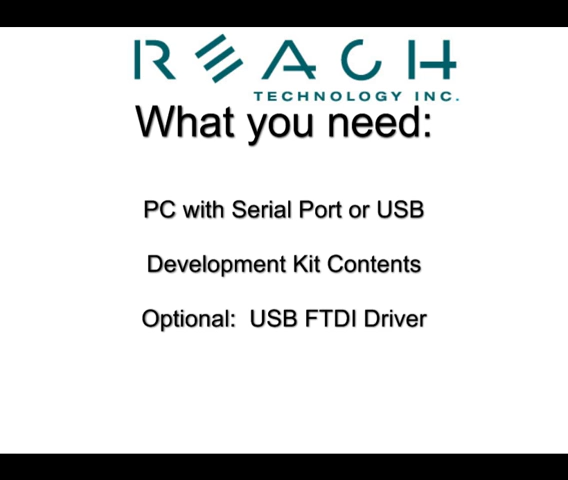 REACH
TECHNOLOGY INC.
What you need:
PC with Serial Port or USB
Development Kit Contents
Optional:  USB FTDI Driver